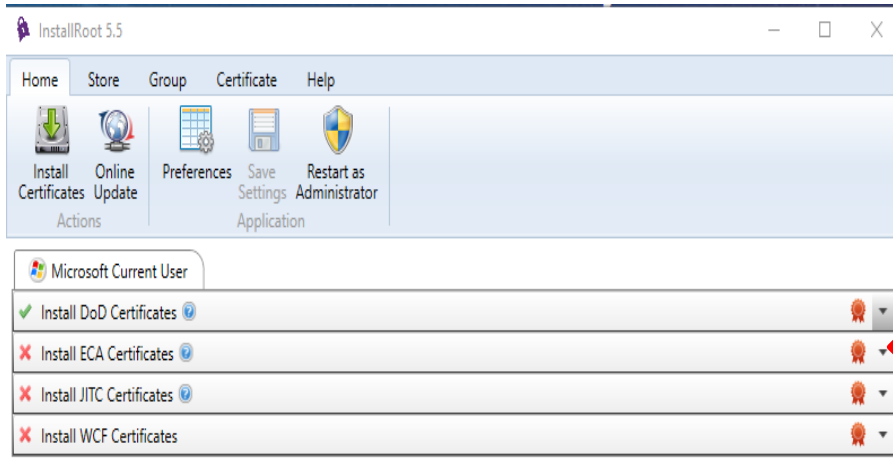 InstallRoot 5.5
Home Store Group Certificate Help
Install Certificates
Online Update
Preferences
Save Settings
Restart as Administrator
Actions
Application
Microsoft Current User
Install DoD Certificates
Install ECA Certificates
Install JITC Certificates
Install WCF Certificates